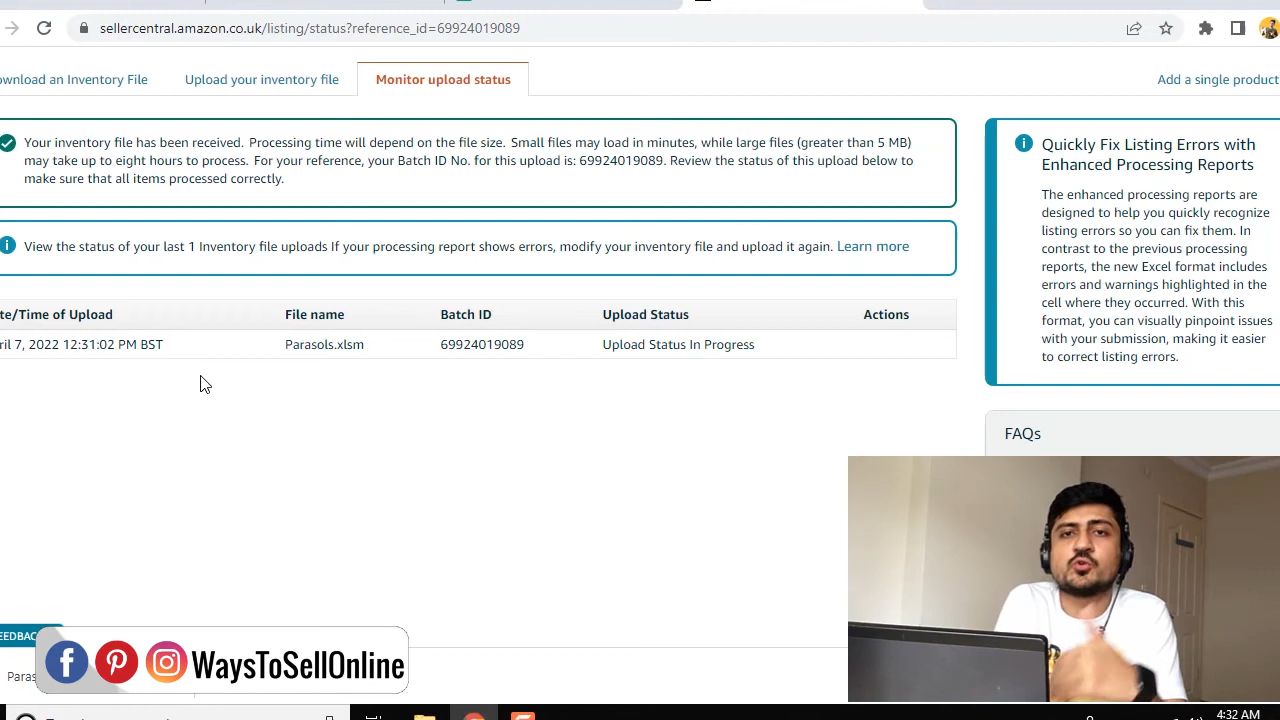 sellercentral.amazon.co.uk/listing/status?reference_id=69924019089
ownload an Inventory File
Upload your inventory file
Monitor upload status
Add a single product
Your inventory file has been received. Processing time will depend on the file size. Small files may load in minutes, while large files (greater than 5 MB)
may take up to eight hours to process. For your reference, your Batch ID No. for this upload is: 69924019089. Review the status of this upload below to
make sure that all items processed correctly.
View the status of your last 1 Inventory file uploads If your processing report shows errors, modify your inventory file and upload it again. Learn more
te/Time of Upload File name Batch ID Upload Status Actions
ril 7, 2022 12:31:02 PM BST Parasols.xlsm 69924019089 Upload Status In Progress
Quickly Fix Listing Errors with
Enhanced Processing Reports
The enhanced processing reports are
designed to help you quickly recognize
listing errors so you can fix them. In
contrast to the previous processing
reports, the new Excel format includes
errors and warnings highlighted in the
cell where they occurred. With this
format, you can visually pinpoint issues
with your submission, making it easier
to correct listing errors.
FAQs
EEDBAC
Paras
WaysToSellOnline
4:32 AM